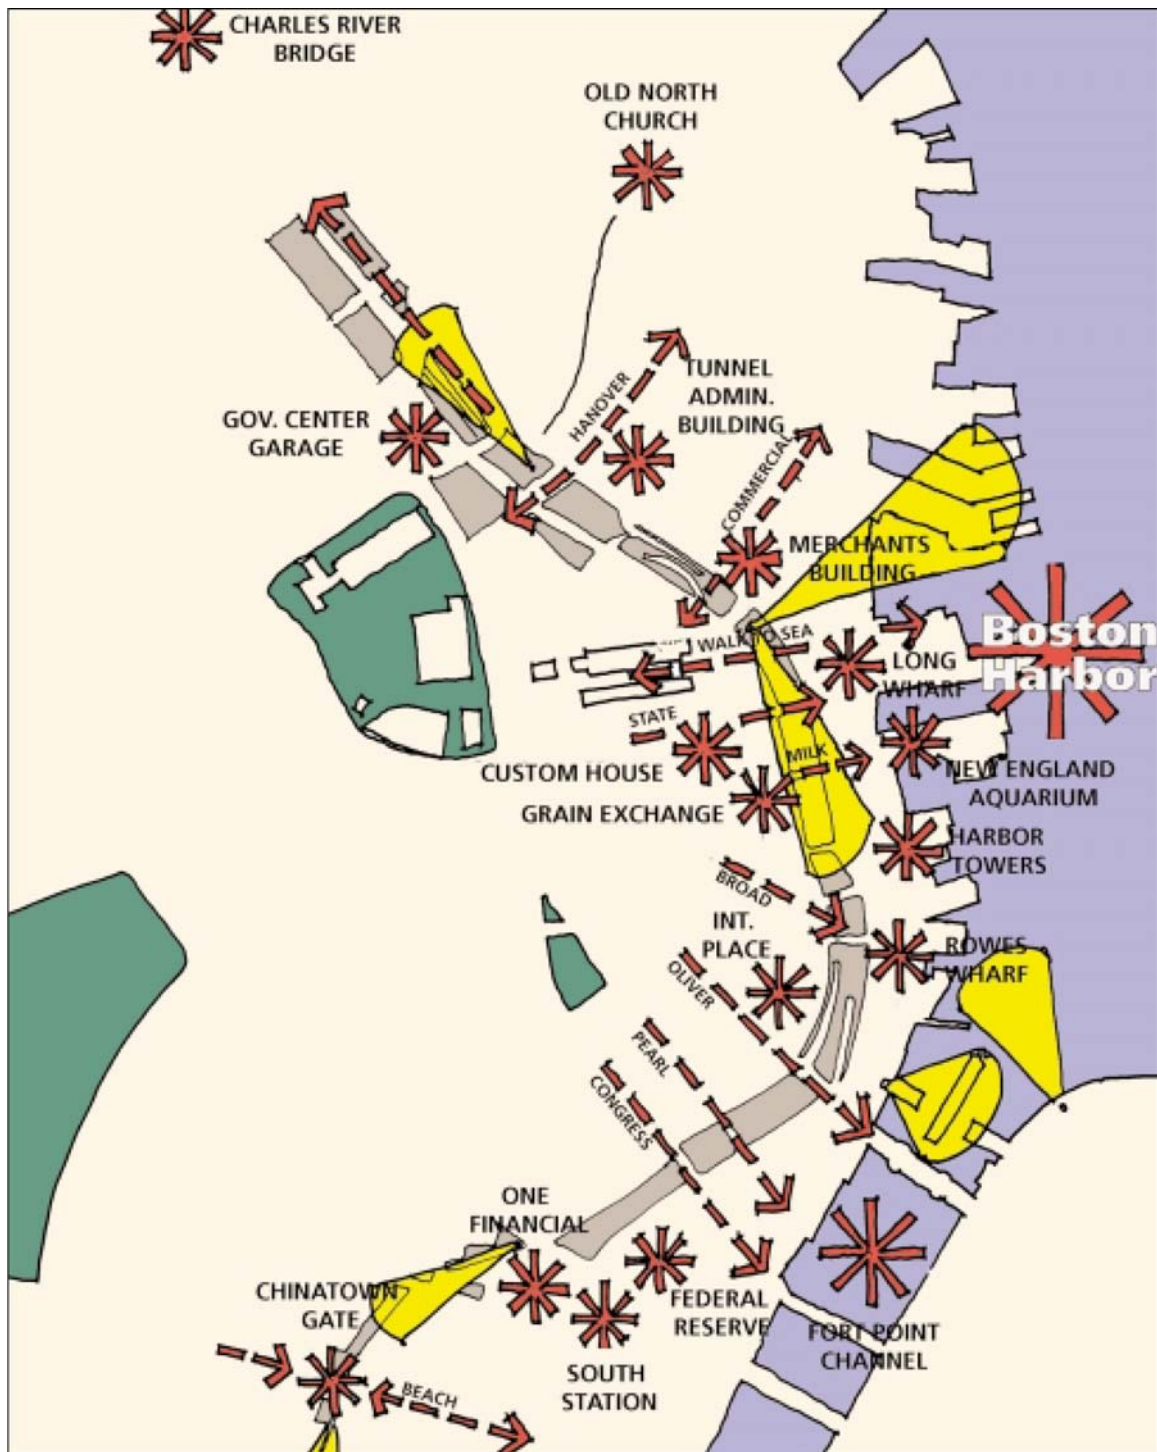 CHARLES RIVER
BRIDGE
OLD NORTH
CHURCH
HANOVER
TUNNEL
ADMIN.
BUILDING
GOV. CENTER
GARAGE
COMMERCIAL
MERCHANTS
BUILDING
WALK TO SEA
Boston
Harbor
LONG
WHARF
STATE
CUSTOM HOUSE
MILK
NEW ENGLAND
AQUARIUM
GRAIN EXCHANGE
HARBOR
TOWERS
BROAD
INT.
PLACE
ROWES
WHARF
OLIVER
PEARL
CONGRESS
ONE
FINANCIAL
CHINATOWN
GATE
FEDERAL
RESERVE
FORT POINT
CHANNEL
SOUTH
STATION
BEACH